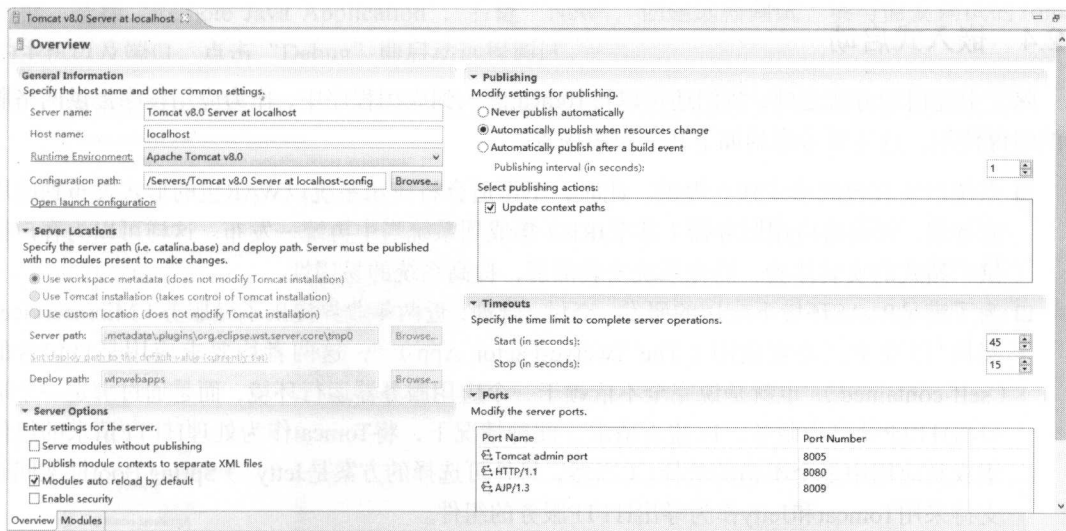 Tomcat v8.0 Server at localhost
Overview
General Information
Specify the host name and other common settings.
Server name: Tomcat v8.0 Server at localhost
Host name: localhost
Runtime Environment: Apache Tomcat v8.0
Configuration path: /Servers/Tomcat v8.0 Server at localhost-config Browse...
Open launch configuration
Server Locations
Specify the server path (i.e. catalina.base) and deploy path. Server must be published
with no modules present to make changes.
Use workspace metadata (does not modify Tomcat installation)
Use Tomcat installation (takes control of Tomcat installation)
Use custom location (does not modify Tomcat installation)
Server path: .metadata\.plugins\org.eclipse.wst.server.core\tmp0 Browse...
Set deploy path to the default value (currently set)
Deploy path: wtpwebapps Browse...
Server Options
Enter settings for the server.
Serve modules without publishing
Publish module contexts to separate XML files
Modules auto reload by default
Enable security
Publishing
Modify settings for publishing.
Never publish automatically
Automatically publish when resources change
Automatically publish after a build event
Publishing interval (in seconds): 1
Select publishing actions:
Update context paths
Timeouts
Specify the time limit to complete server operations.
Start (in seconds): 45
Stop (in seconds): 15
Ports
Modify the server ports.
Port Name Port Number
Tomcat admin port 8005
HTTP/1.1 8080
AJP/1.3 8009
Overview Modules